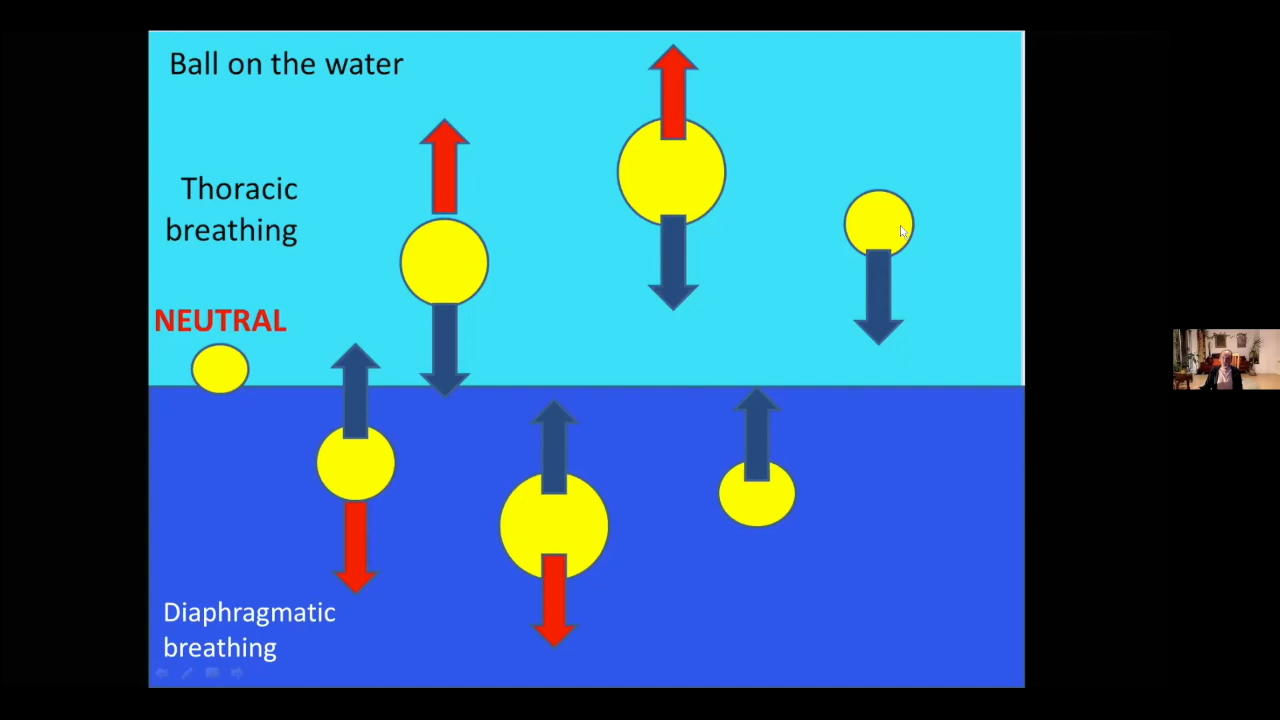 Ball on the water
Thoracic
breathing
NEUTRAL
Diaphragmatic
breathing